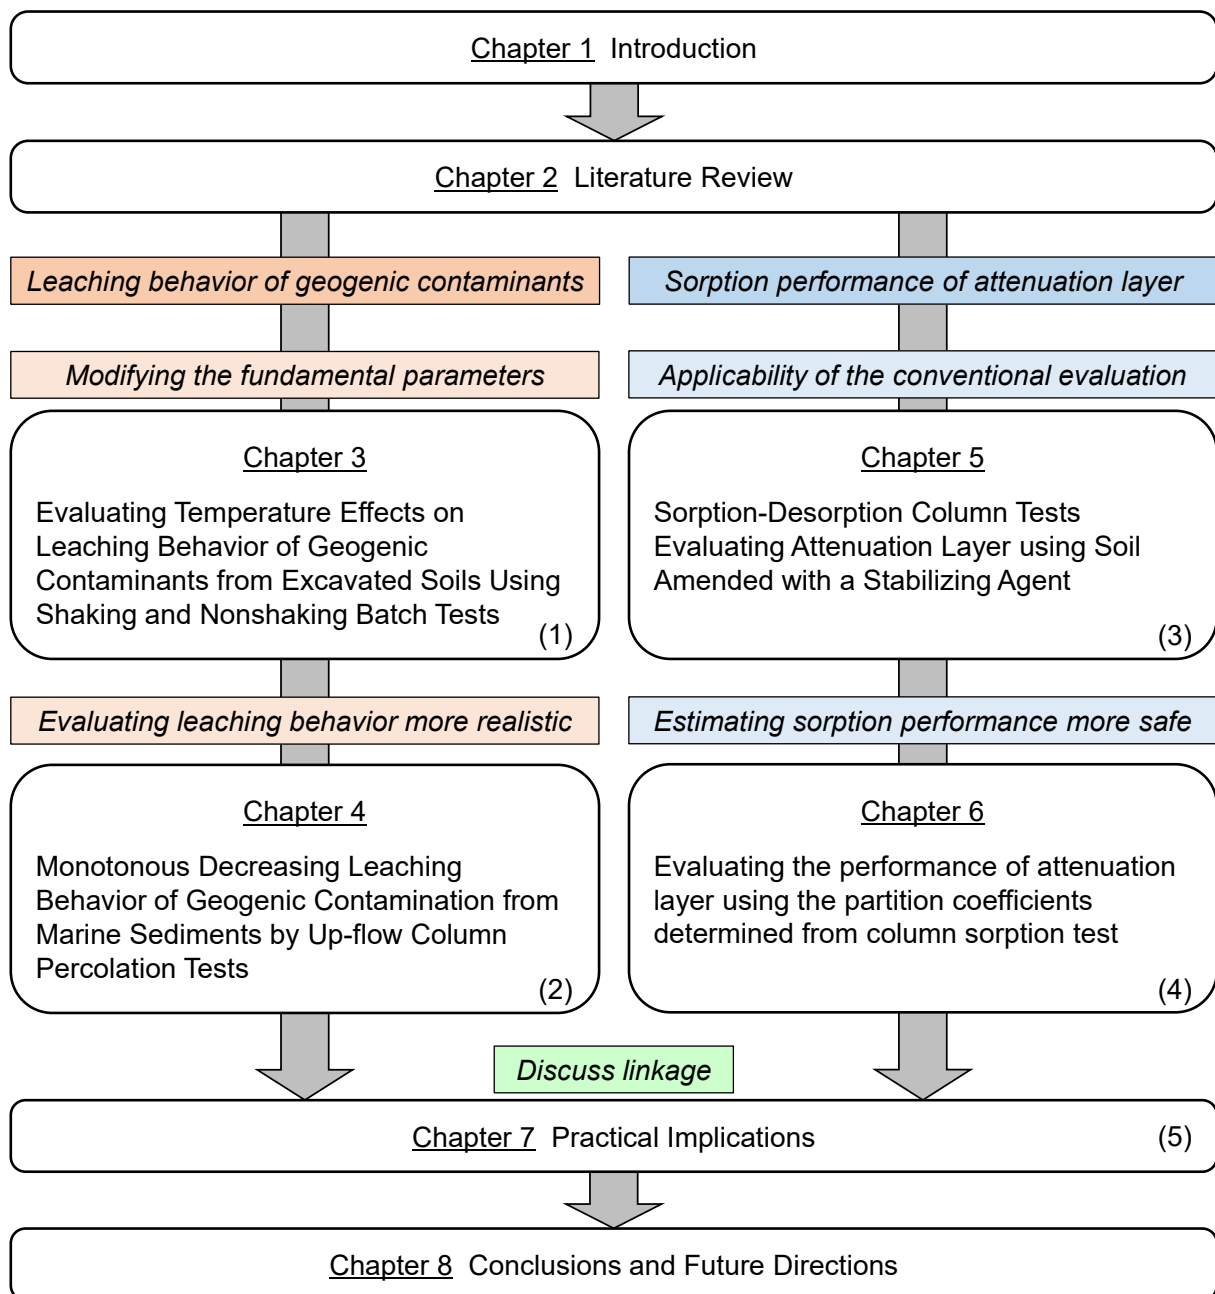 Chapter 1 Introduction
Chapter 2 Literature Review
Leaching behavior of geogenic contaminants
Modifying the fundamental parameters
Chapter 3
Evaluating Temperature Effects on
Leaching Behavior of Geogenic
Contaminants from Excavated Soils Using
Shaking and Nonshaking Batch Tests
(1)
Evaluating leaching behavior more realistic
Chapter 4
Monotonous Decreasing Leaching
Behavior of Geogenic Contamination from
Marine Sediments by Up-flow Column
Percolation Tests
(2)
Sorption performance of attenuation layer
Applicability of the conventional evaluation
Chapter 5
Sorption-Desorption Column Tests
Evaluating Attenuation Layer using Soil
Amended with a Stabilizing Agent
(3)
Estimating sorption performance more safe
Chapter 6
Evaluating the performance of attenuation
layer using the partition coefficients
determined from column sorption test
(4)
Discuss linkage
Chapter 7 Practical Implications
(5)
Chapter 8 Conclusions and Future Directions